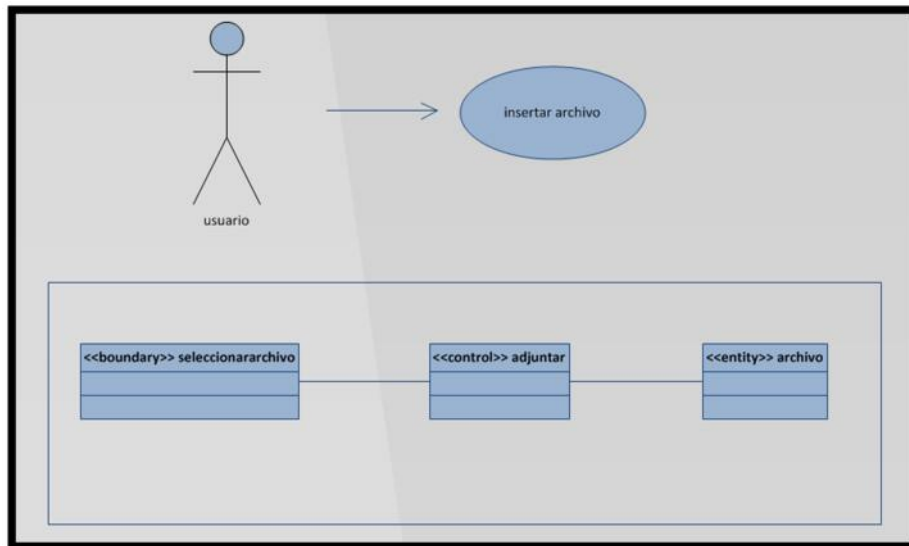 insertar archivo
usuario
<<boundary>> seleccionararchivo
<<control>> adjuntar
<<entity>> archivo